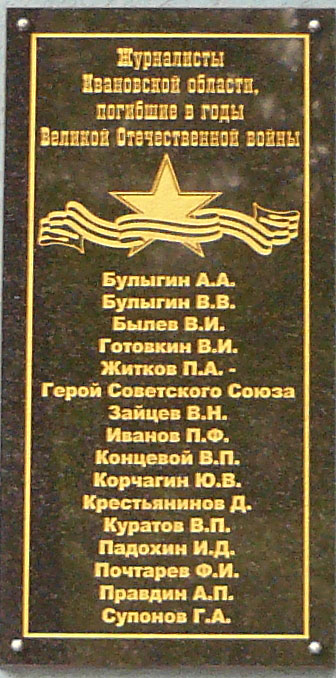 Журналисты
Ивановской области,
погибшие в годы
Великой Отечественной войны
Булыгин А.А.
Булыгин В.В.
Былев В.И.
Готовкин В.И.
Житков П.А. -
Герой Советского Союза
Зайцев В.Н.
Иванов П.Ф.
Концевой В.П.
Корчагин Ю.В.
Крестьянинов Д.
Куратов В.П.
Падохин И.Д.
Почтарев Ф.И.
Правдин А.П.
Супонов Г.А.